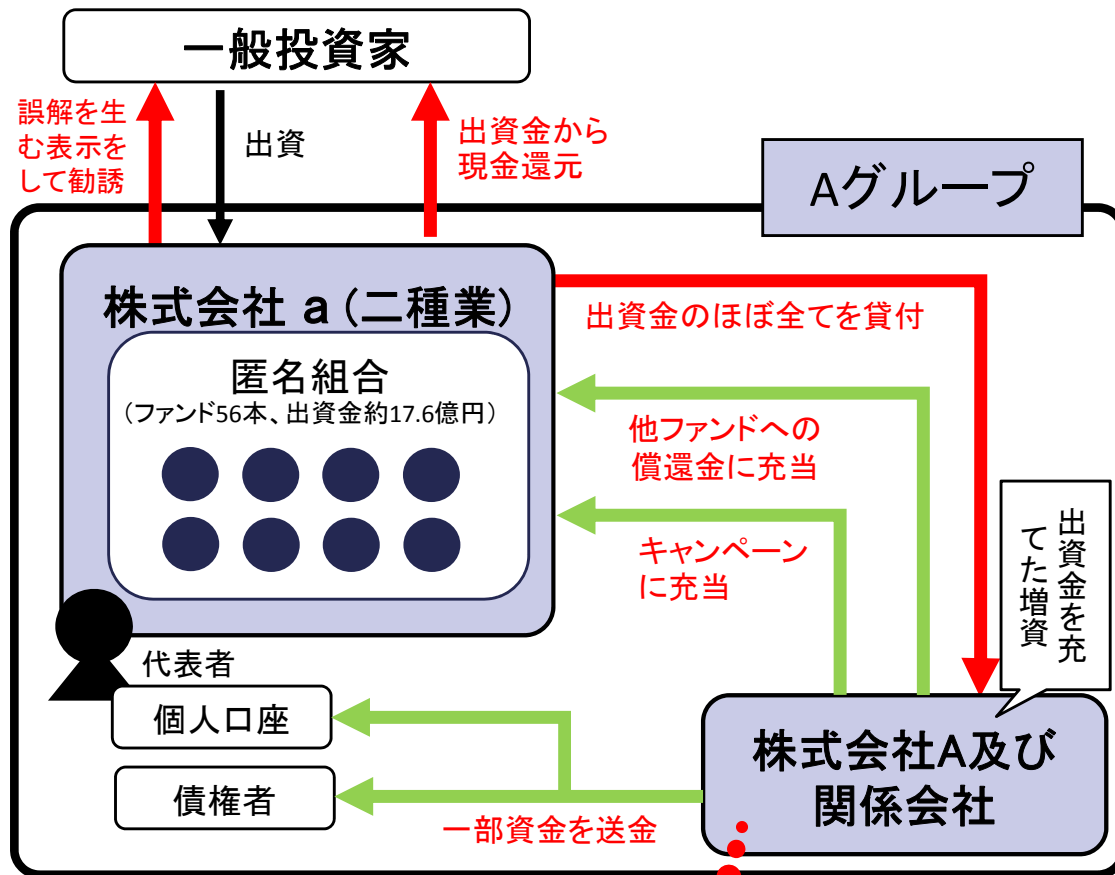 一般投資家
誤解を生
む表示を
して勧誘
出資
出資金から
現金還元
Aグループ
株式会社 a (二種業)
匿名組合
（ファンド56本、出資金約17.6億円）
出資金のほぼ全てを貸付
他ファンドへの
償還金に充当
キャンペーン
に充当
出資金を充
てた増資
代表者
個人口座
債権者
一部資金を送金
株式会社A及び
関係会社